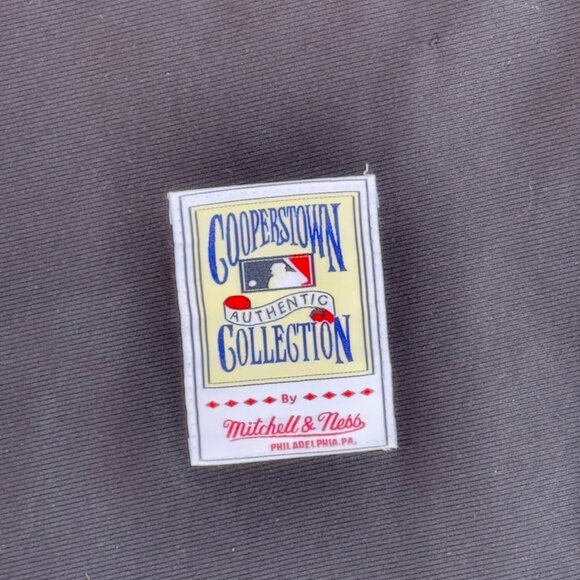 COOPERSTOWN
AUTHENTIC
COLLECTION
By
Mitchell & Ness
PHILADELPHIA.PA.